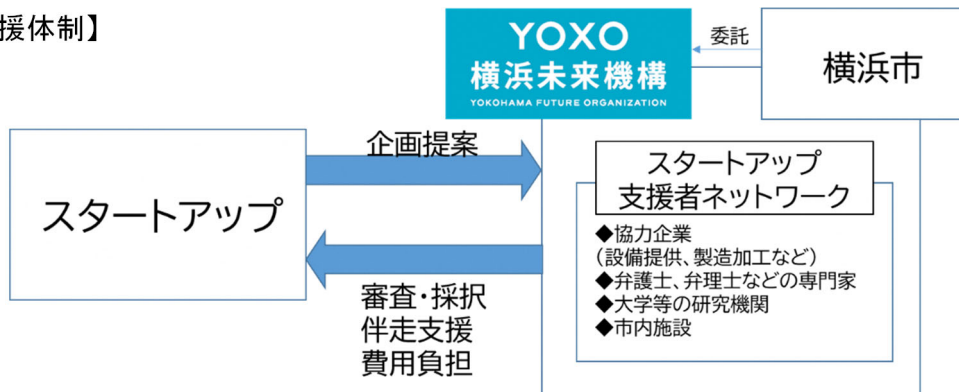 援体制】
YOXO
横浜未来機構
YOKOHAMA FUTURE ORGANIZATION
委託
横浜市
企画提案
スタートアップ
スタートアップ
支援者ネットワーク
◆協力企業
(設備提供、製造加工など)
◆弁護士、弁理士などの専門家
◆大学等の研究機関
◆市内施設
審査・採択
伴走支援
費用負担